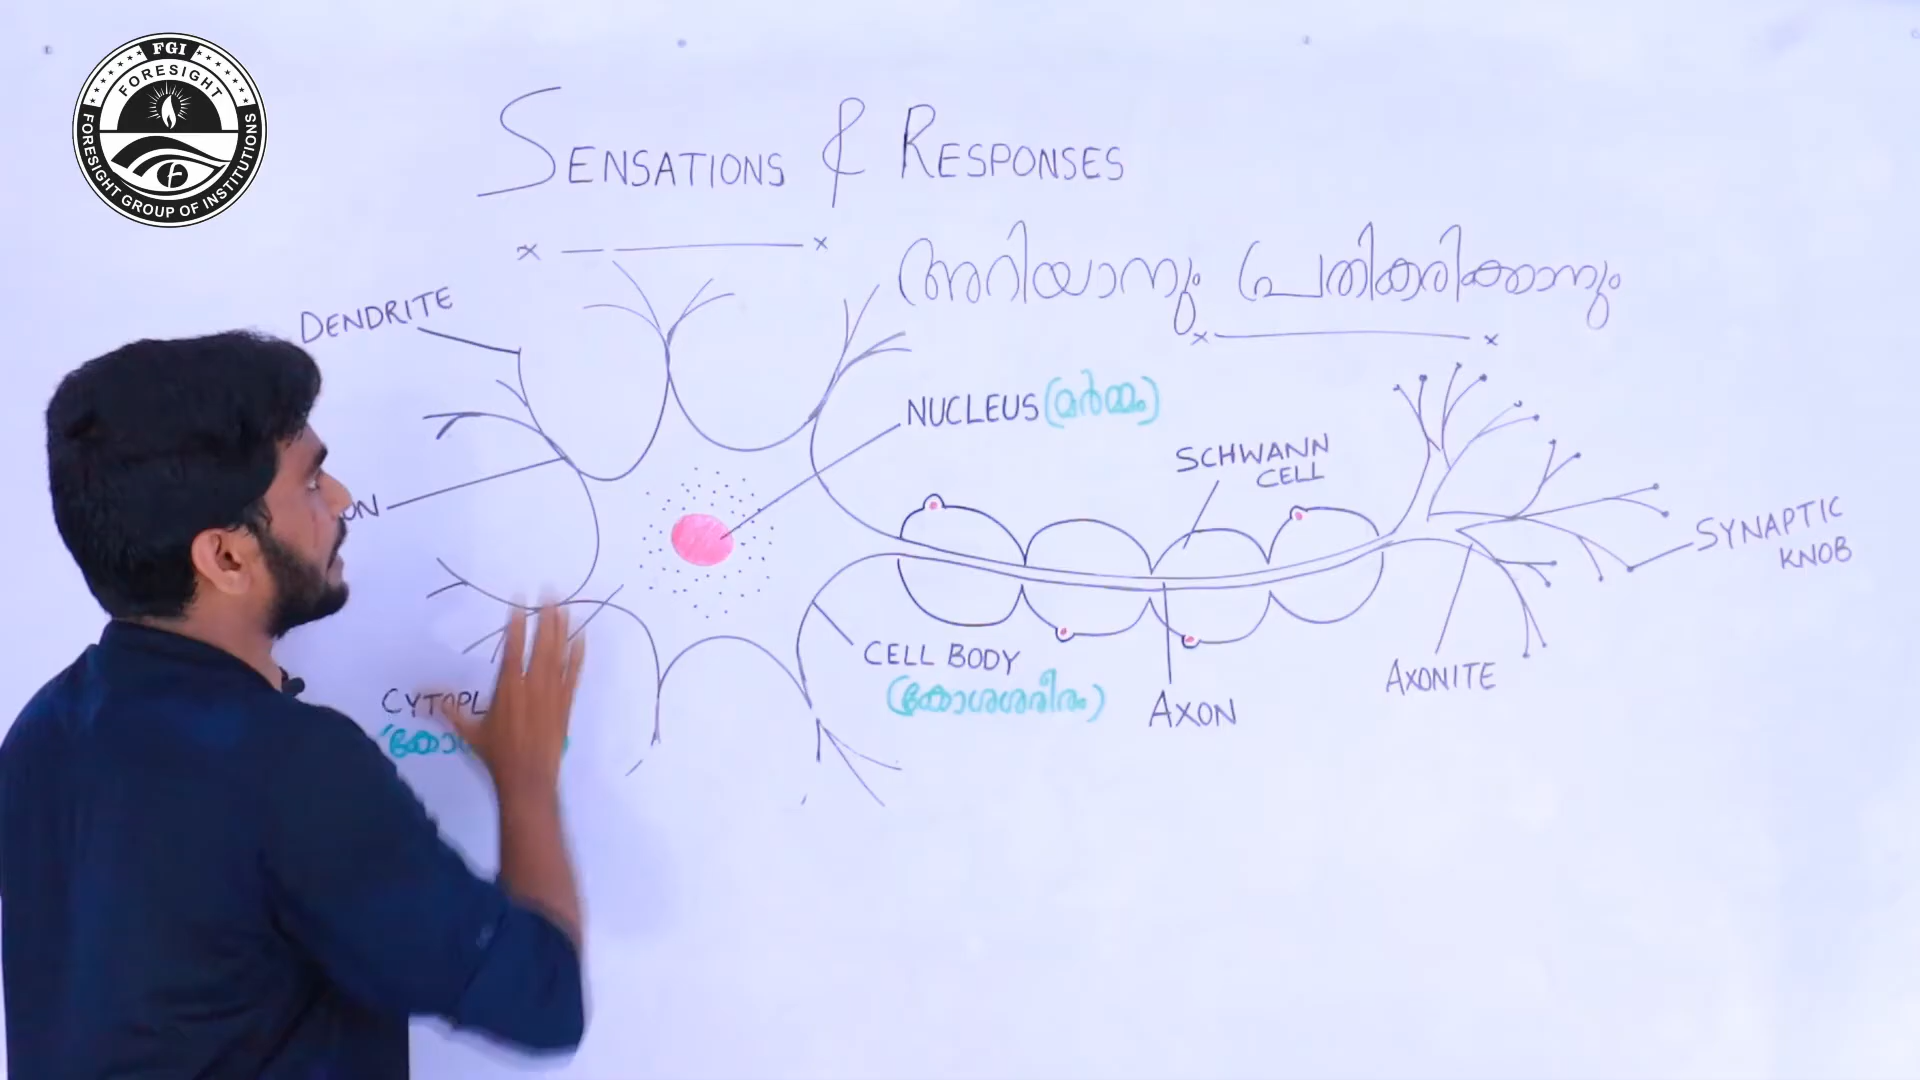 FGI
FORESIGHT
FORESIGHT GROUP OF INSTITUTIONS
SENSATIONS & RESPONSES
അറിയാനും പ്രതികരിക്കാനും
DENDRITE
NUCLEUS (മർമ്മം)
SCHWANN
CELL
SYNAPTIC
KNOB
CELL BODY
(കോശശരീരം)
AXON
AXONITE